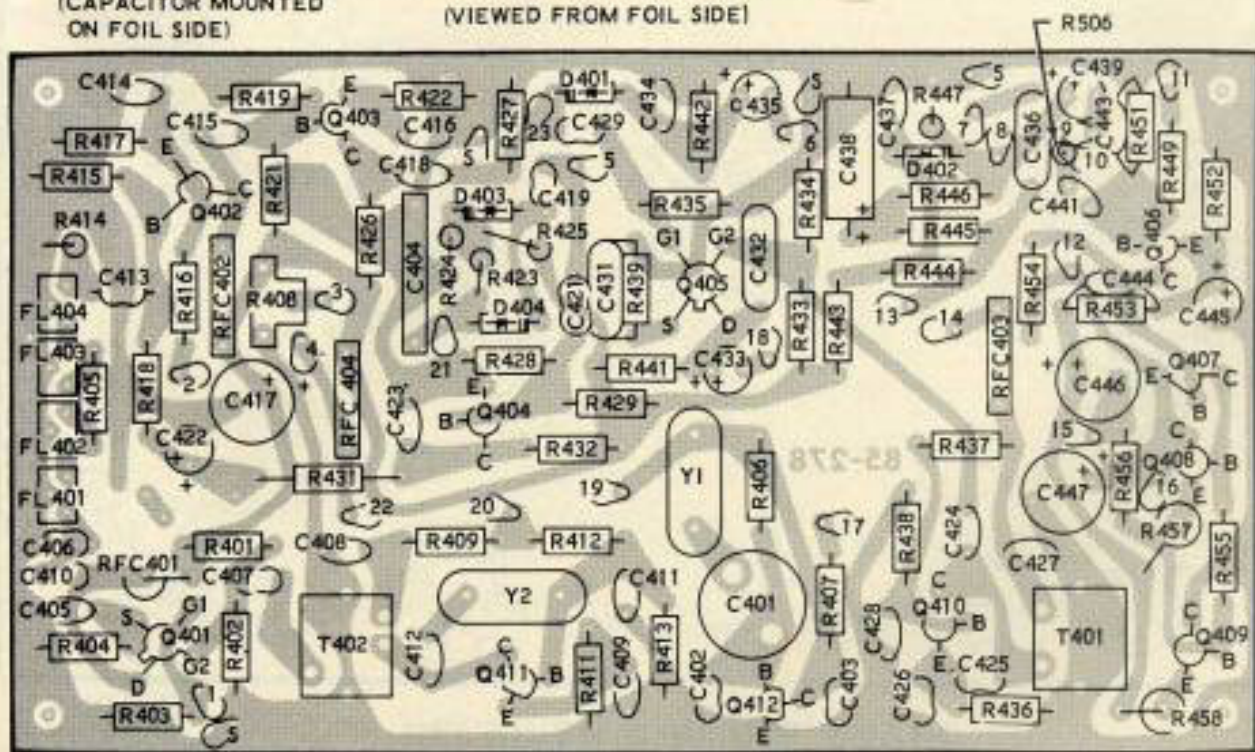 (CAPACITOR MOUNTED
ON FOIL SIDE)
(VIEWED FROM FOIL SIDE)
R506
C414
R419
E
B
Q403
C
R422
R427
D401
C434
R442
+
C435
S
C437
R447
S
+
C439
11
R417
E
C415
C416
S
23
C429
6
7
8
C436
9
C443
R451
R415
C
Q402
B
R421
C418
D403
C419
S
C438
D402
10
R449
R452
R414
R426
C404
R425
R435
R434
+
R446
C441
Q406
R424
R423
G1
G2
C432
R445
12
B
E
C
C413
R416
RFC402
R408
3
C421
C431
R439
Q405
R444
R454
C444
FL404
D404
S
D
R433
R443
13
14
RFC403
R453
C445
+
FL403
R405
R418
2
4
+
C417
+
RFC404
C423
21
R428
E
B
Q404
C
R441
+
C433
18
+
C446
Q407
E
C
B
FL402
C422
+
R429
R432
Y1
R406
85-278
R437
15
C
Q408
B
E
FL401
R431
22
20
19
C447
+
R456
16
R457
C406
R401
C408
R409
R412
17
R438
C424
R455
C410
RFC401
C407
C411
C427
C405
S
G1
Q401
G2
D
R402
T402
Y2
C401
R407
C
Q410
B
E
T401
C
Q409
B
E
R404
C412
C
Q411
B
E
R411
C409
R413
C402
B
Q412
C
E
C403
C428
C426
C425
R403
1
S
R436
R458